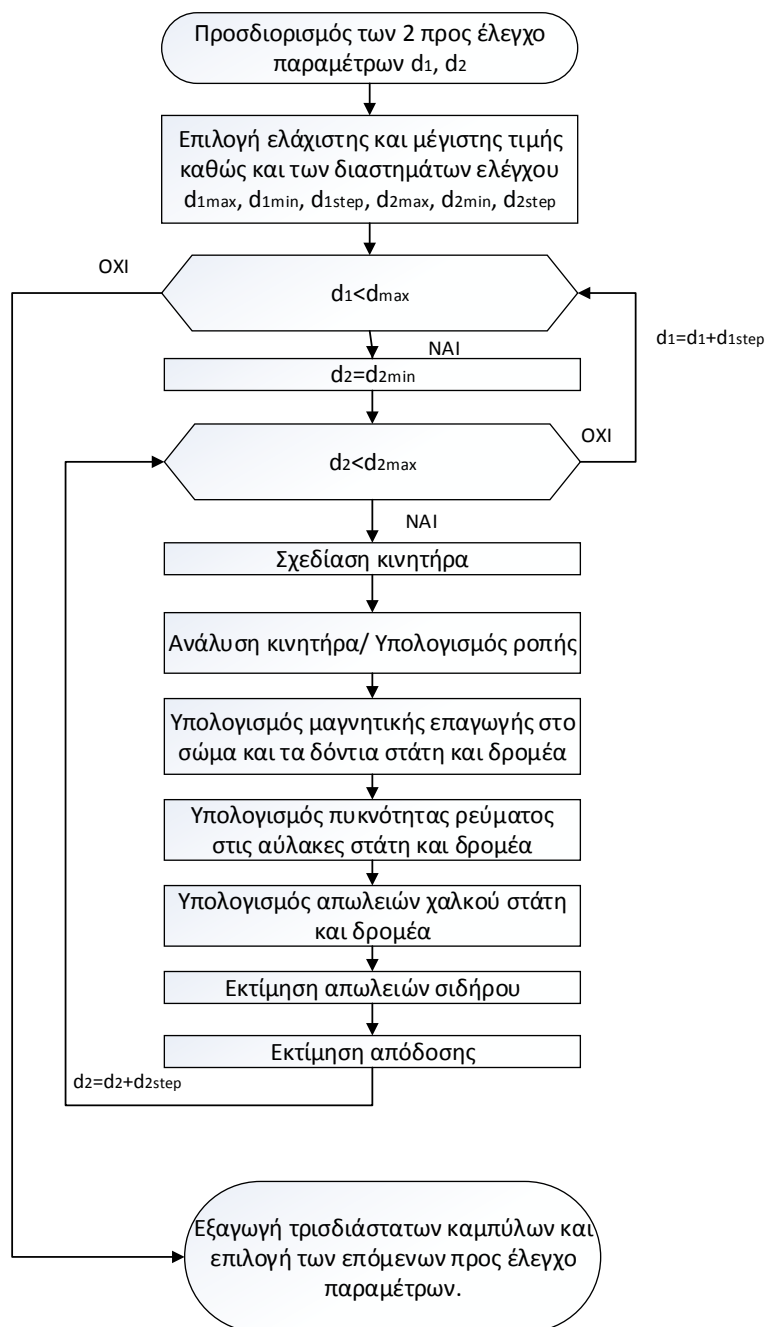 Προσδιορισμός των 2 προς έλεγχο
παραμέτρων d1, d2
Επιλογή ελάχιστης και μέγιστης τιμής
καθώς και των διαστημάτων ελέγχου
d1max, d1min, d1step, d2max, d2min, d2step
ΟΧΙ
d1<dmax
d1=d1+d1step
ΝΑΙ
d2=d2min
ΟΧΙ
d2<d2max
ΝΑΙ
Σχεδίαση κινητήρα
Ανάλυση κινητήρα/ Υπολογισμός ροπής
Υπολογισμός μαγνητικής επαγωγής στο
σώμα και τα δόντια στάτη και δρομέα
Υπολογισμός πυκνότητας ρεύματος
στις αύλακες στάτη και δρομέα
Υπολογισμός απωλειών χαλκού στάτη
και δρομέα
Εκτίμηση απωλειών σιδήρου
Εκτίμηση απόδοσης
d2=d2+d2step
Εξαγωγή τρισδιάστατων καμπύλων και
επιλογή των επόμενων προς έλεγχο
παραμέτρων.